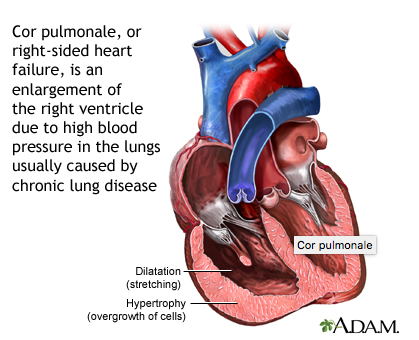 Cor pulmonale, or
right-sided heart
failure, is an
enlargement of
the right ventricle
due to high blood
pressure in the lungs
usually caused by
chronic lung disease
Cor pulmonale
Dilatation
(stretching)
Hypertrophy
(overgrowth of cells)
ADAM.